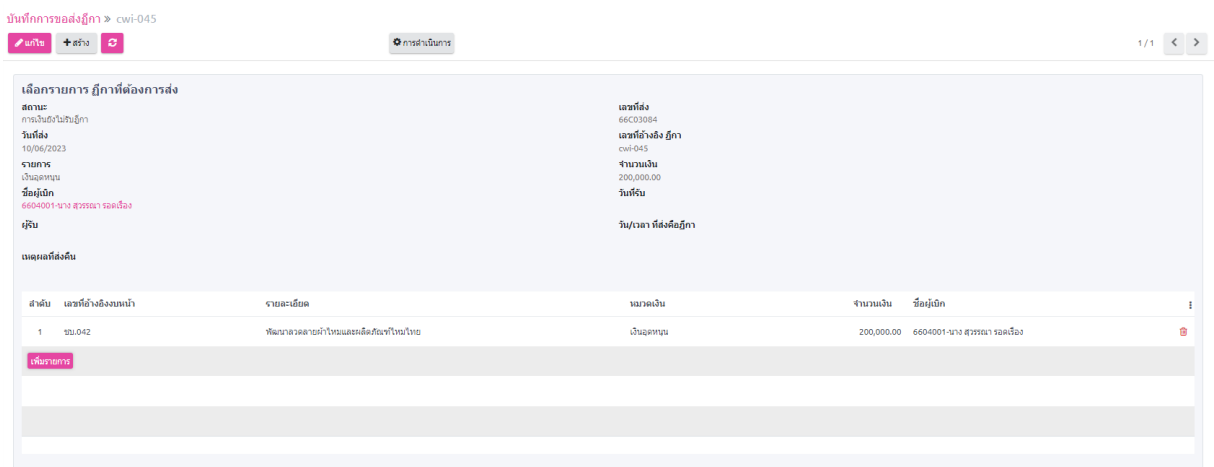 บันทึกการขอส่งฎีกา » cwi-045
แก้ไข สร้าง การดำเนินการ 1 / 1
เลือกรายการ ฎีกาที่ต้องการส่ง
สถานะ เลขที่ส่ง
การเงินยังไม่รับฎีกา 66C03084
วันที่ส่ง เลขที่อ้างอิง ฎีกา
10/06/2023 cwi-045
รายการ จำนวนเงิน
เงินอุดหนุน 200,000.00
ชื่อผู้เบิก วันที่รับ
6604001-นาง สุวรรณา รอดเรื่อง
ผู้รับ วัน/เวลา ที่ส่งคือฎีกา
เหตุผลที่ส่งคืน
ลำดับ เลขที่อ้างอิงงบหน้า รายละเอียด หมวดเงิน จำนวนเงิน ชื่อผู้เบิก
1 ชบ.042 พัฒนาลวดลายผ้าไหมและผลิตภัณฑ์ไหมไทย เงินอุดหนุน 200,000.00 6604001-นาง สุวรรณา รอดเรื่อง
เพิ่มรายการ